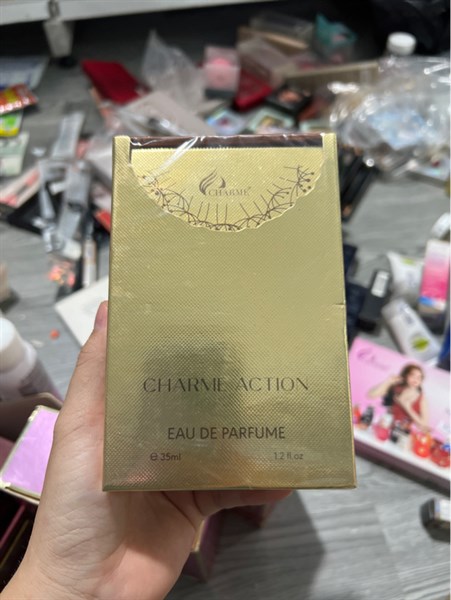 CHARME
CHARME ACTION
EAU DE PARFUME
℮ 35ml
1.2 fl.oz